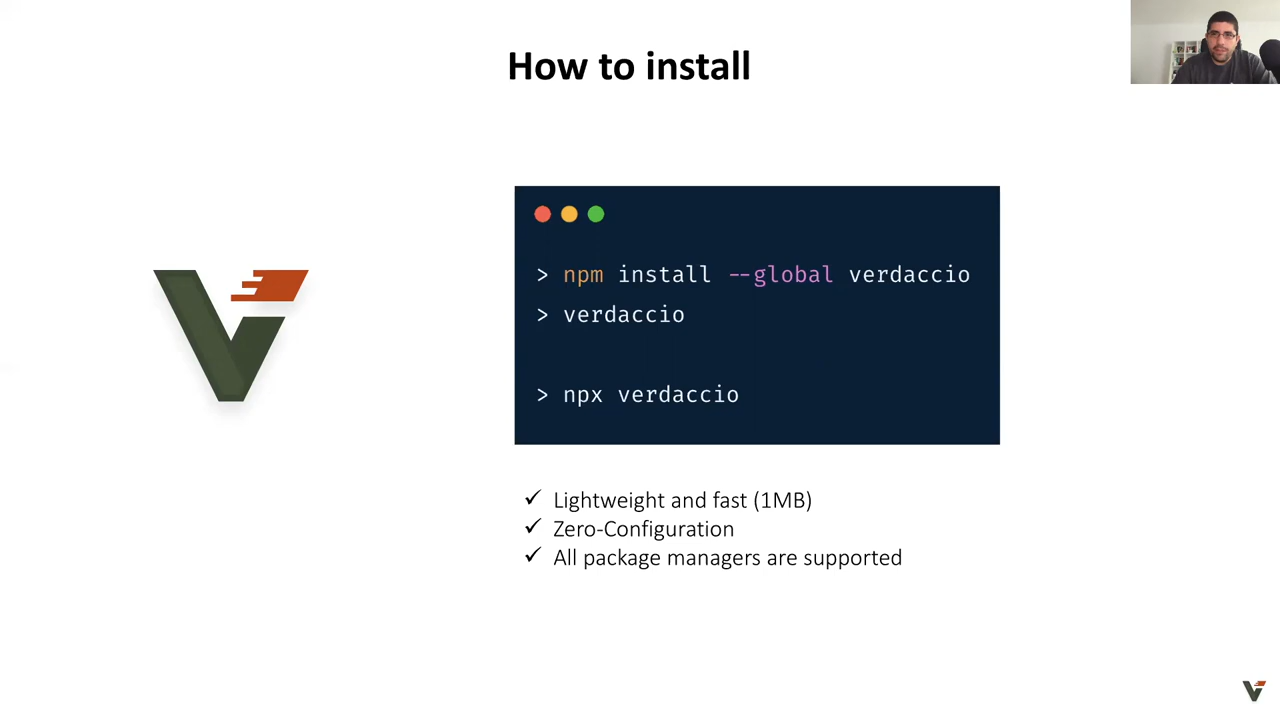 How to install
> npm install --global verdaccio
> verdaccio
> npx verdaccio
✓ Lightweight and fast (1MB)
✓ Zero-Configuration
✓ All package managers are supported